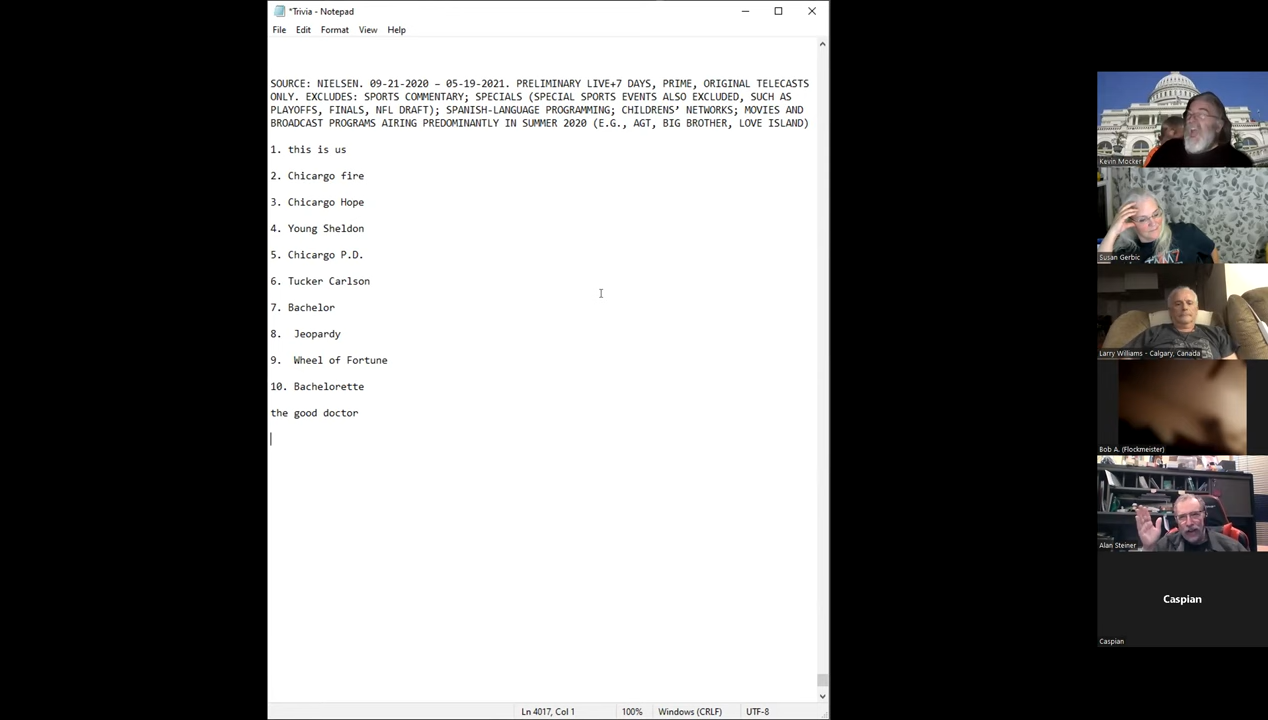 *Trivia - Notepad
File Edit Format View Help
SOURCE: NIELSEN. 09-21-2020 – 05-19-2021. PRELIMINARY LIVE+7 DAYS, PRIME, ORIGINAL TELECASTS
ONLY. EXCLUDES: SPORTS COMMENTARY; SPECIALS (SPECIAL SPORTS EVENTS ALSO EXCLUDED, SUCH AS
PLAYOFFS, FINALS, NFL DRAFT); SPANISH-LANGUAGE PROGRAMMING; CHILDRENS’ NETWORKS; MOVIES AND
BROADCAST PROGRAMS AIRING PREDOMINANTLY IN SUMMER 2020 (E.G., AGT, BIG BROTHER, LOVE ISLAND)
1. this is us
2. Chicargo fire
3. Chicargo Hope
4. Young Sheldon
5. Chicargo P.D.
6. Tucker Carlson
7. Bachelor
8.  Jeopardy
9.  Wheel of Fortune
10. Bachelorette
the good doctor
Ln 4017, Col 1 100% Windows (CRLF) UTF-8
Kevin Mocker
Susan Gerbic
Larry Williams - Calgary, Canada
Bob A. (Flockmeister)
Alan Steiner
Caspian
Caspian